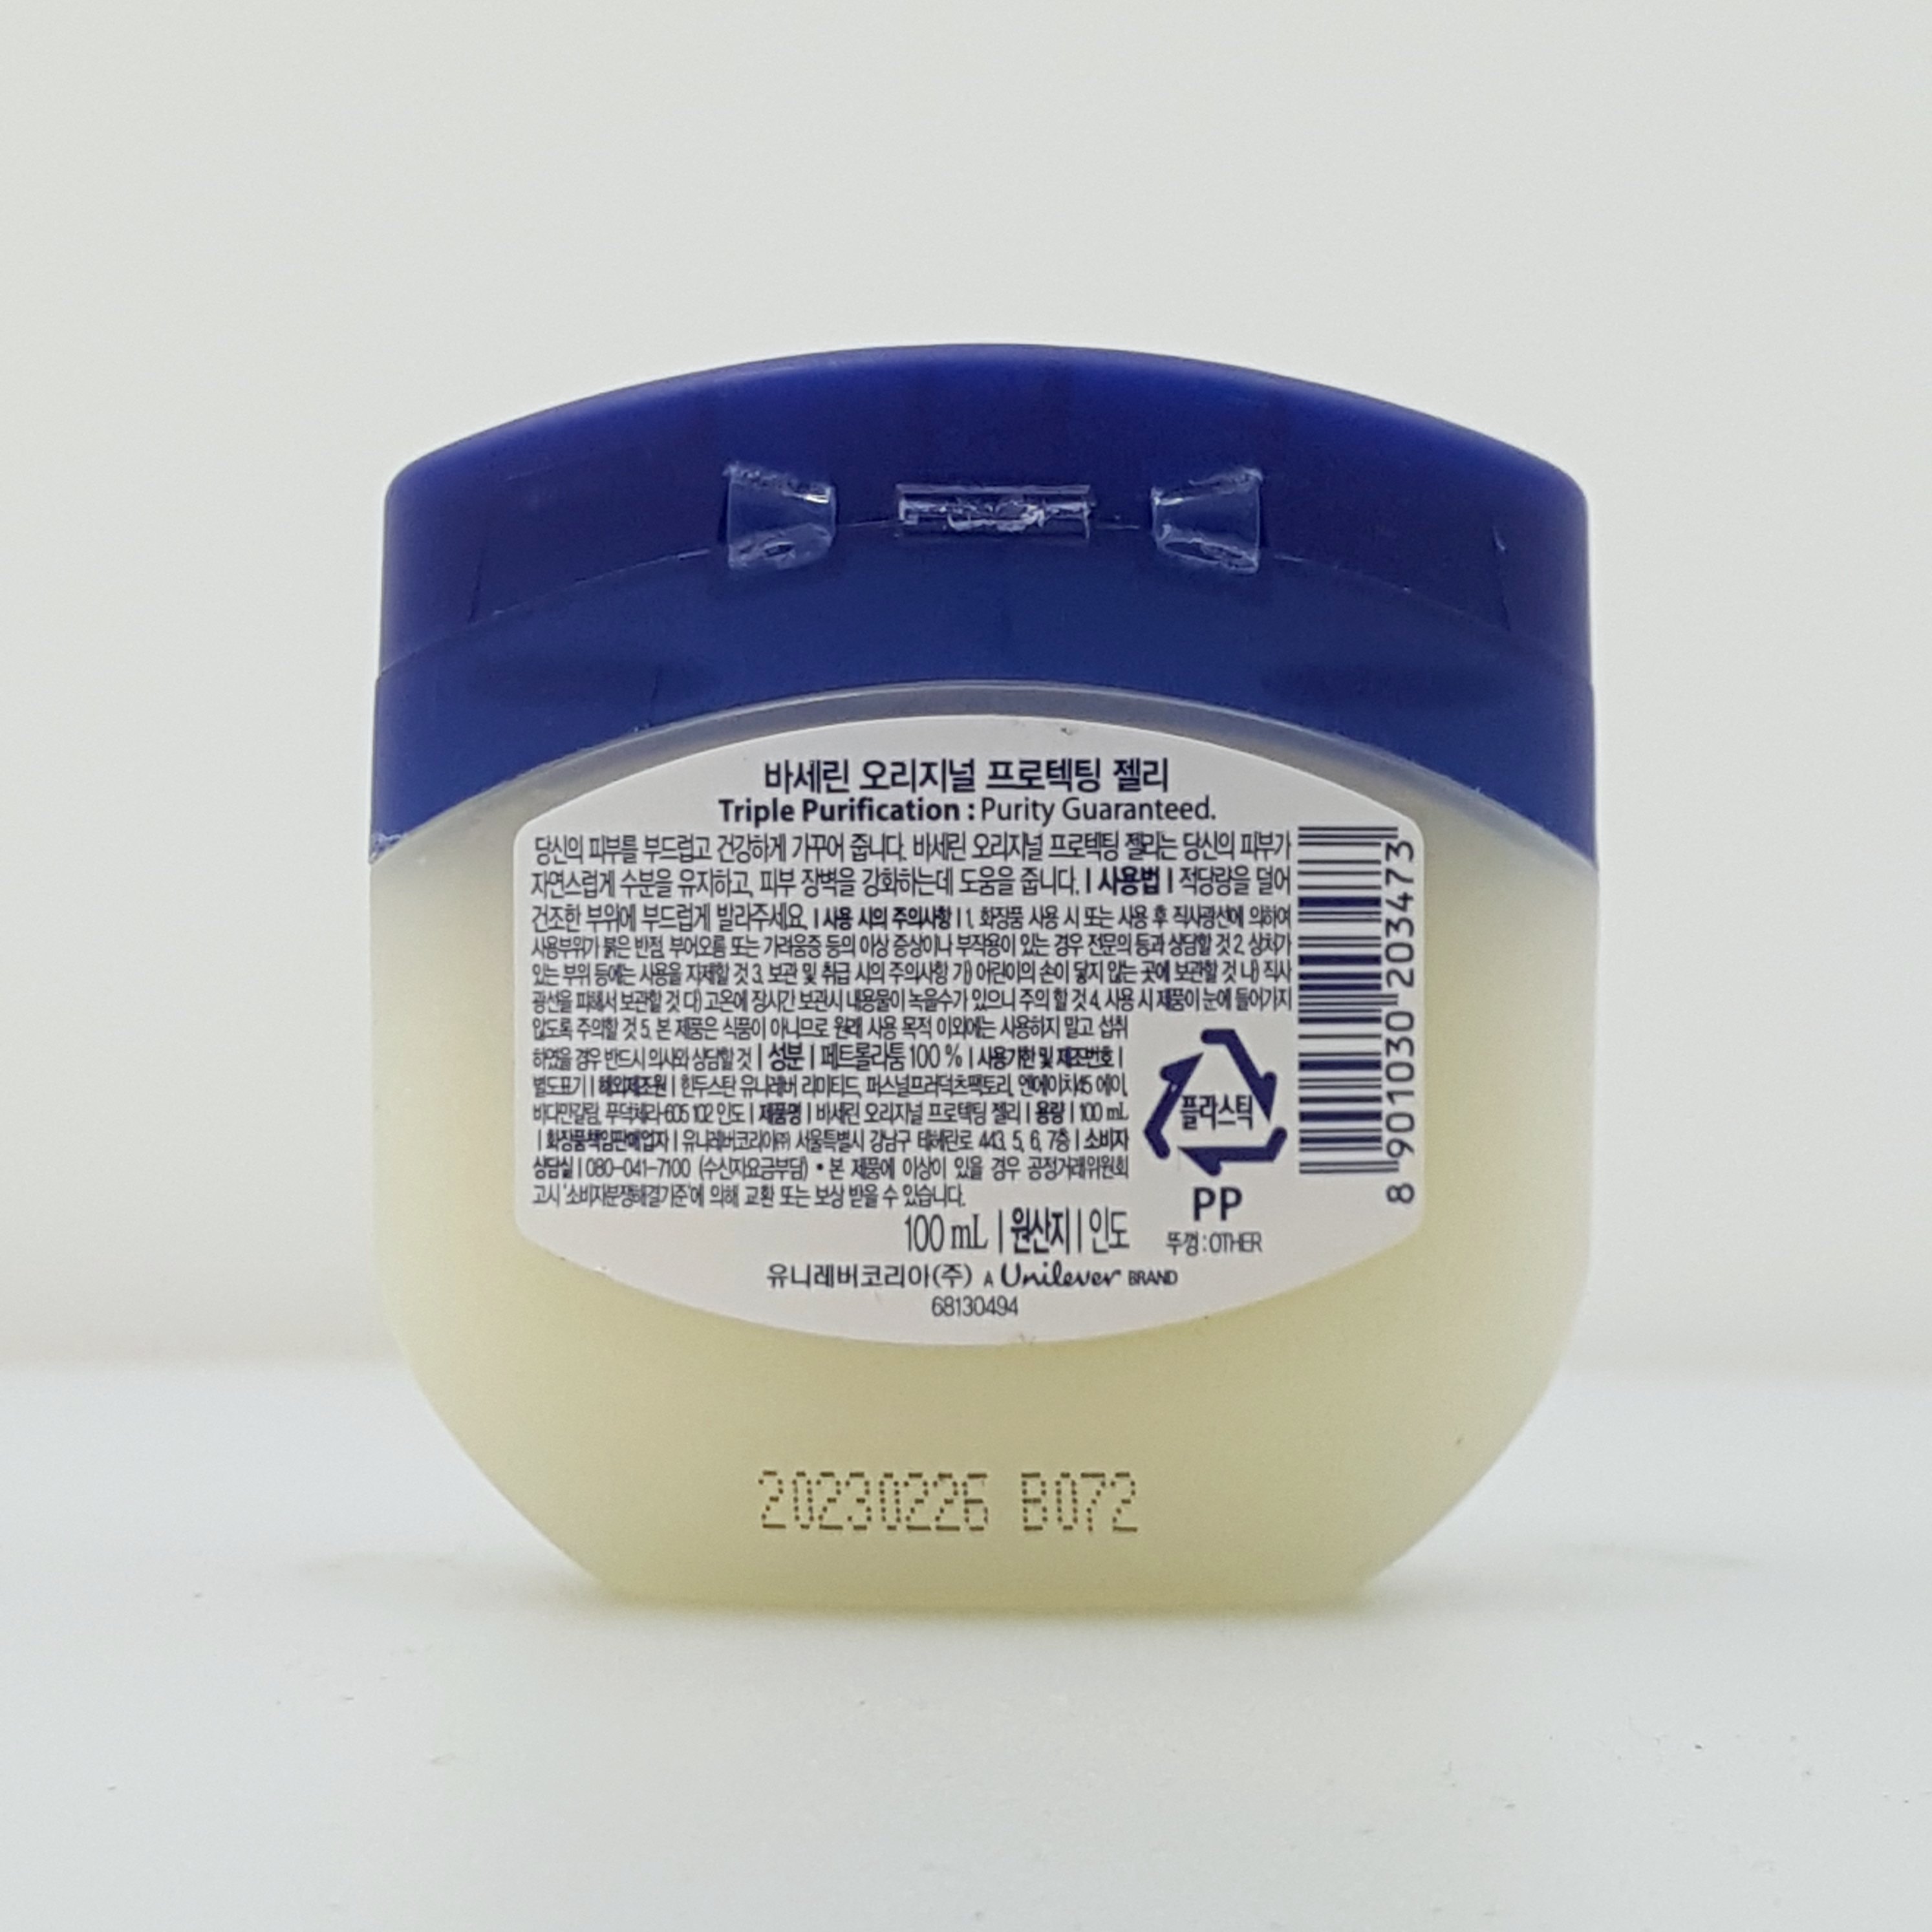 바세린 오리지널 프로텍팅 젤리
Triple Purification : Purity Guaranteed.
당신의 피부를 부드럽고 건강하게 가꾸어 줍니다. 바세린 오리지널 프로텍팅 젤리는 당신의 피부가
자연스럽게 수분을 유지하고, 피부 장벽을 강화하는데 도움을 줍니다. | 사용법 | 적당량을 덜어
건조한 부위에 부드럽게 발라주세요. | 사용 시의 주의사항 | 1. 화장품 사용 시 또는 사용 후 직사광선에 의하여
사용부위가 붉은 반점, 부어오름 또는 가려움증 등의 이상 증상이나 부작용이 있는 경우 전문의 등과 상담할 것 2. 상처가
있는 부위 등에는 사용을 자제할 것 3. 보관 및 취급 시의 주의사항 가) 어린이의 손이 닿지 않는 곳에 보관할 것 나) 직사
광선을 피해서 보관할 것 다) 고온에 장시간 보관시 내용물이 녹을수가 있으니 주의 할 것 4. 사용 시 제품이 눈에 들어가지
않도록 주의할 것 5. 본 제품은 식품이 아니므로 원래 사용 목적 이외에는 사용하지 말고 섭취
하였을 경우 반드시 의사와 상담할 것 | 성분 | 페트롤라툼 100 % | 사용기한 및 제조번호 |
별도표기 | 해외제조원 | 힌두스탄 유니레버 리미티드, 퍼스널프러덕츠팩토리, 엔에이치45 에이,
바다만갈람, 푸덕체리-605 102 인도 | 제품명 | 바세린 오리지널 프로텍팅 젤리 | 용량 | 100 mL
| 화장품책임판매업자 | 유니레버코리아㈜ 서울특별시 강남구 테헤란로 443, 5, 6, 7층 | 소비자
상담실 | 080-041-7100 (수신자요금부담) • 본 제품에 이상이 있을 경우 공정거래위원회
고시 '소비자분쟁해결기준'에 의해 교환 또는 보상 받을 수 있습니다.
100 mL | 원산지 | 인도
플라스틱
PP
뚜껑 : OTHER
8 901030 203473
유니레버코리아(주) A Unilever BRAND
68130494
20230226 B072